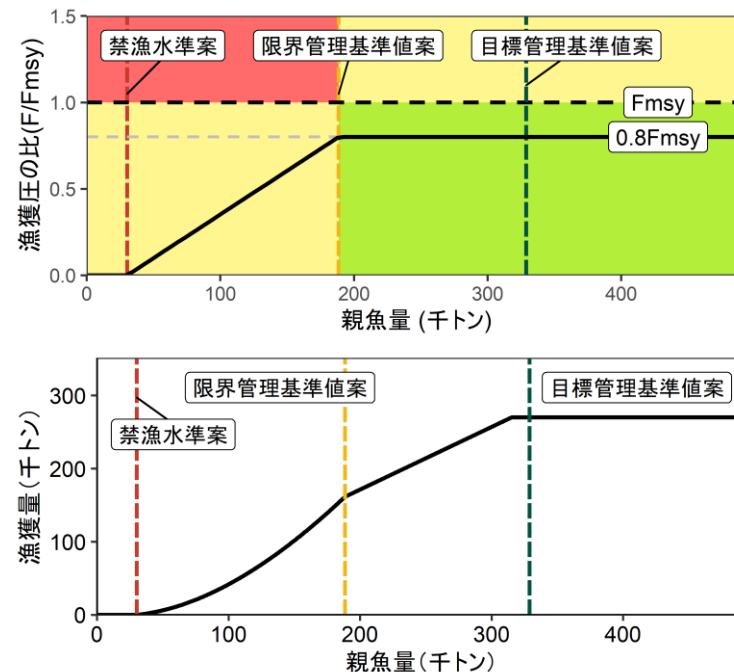 漁獲圧の比(F/Fmsy)
1.5
1.0
0.5
0.0
禁漁水準案
限界管理基準値案
目標管理基準値案
Fmsy
0.8Fmsy
0 100 200 300 400
親魚量 (千トン)
漁獲量(千トン)
300
200
100
0
限界管理基準値案
目標管理基準値案
禁漁水準案
0 100 200 300 400
親魚量(千トン)